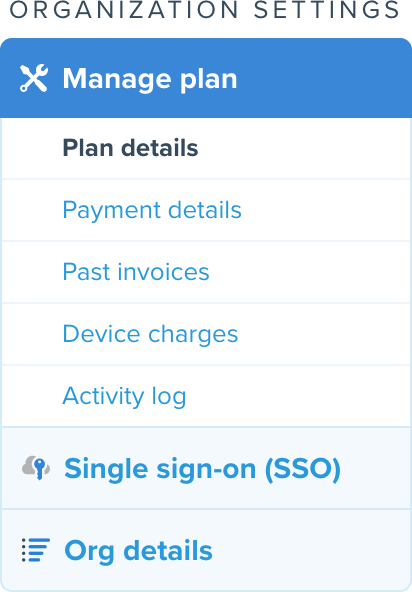 ORGANIZATION SETTINGS
Manage plan
Plan details
Payment details
Past invoices
Device charges
Activity log
Single sign-on (SSO)
Org details